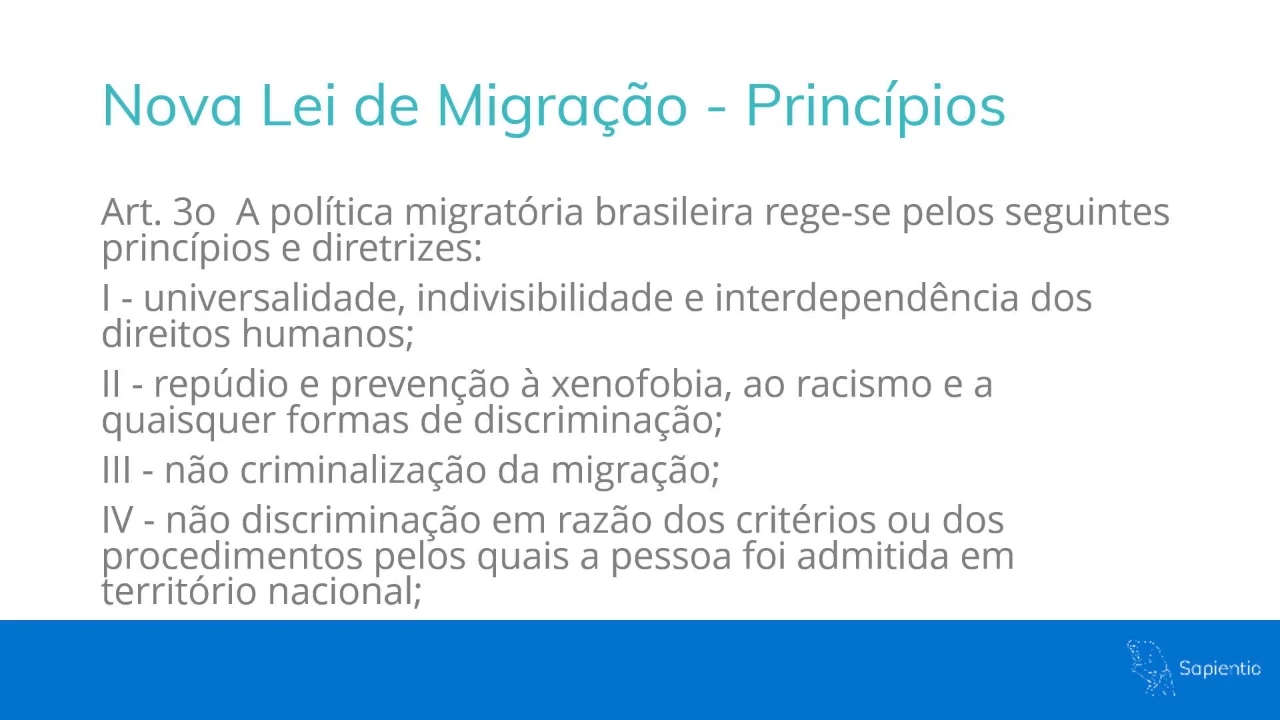 Nova Lei de Migração - Princípios
Art. 3o  A política migratória brasileira rege-se pelos seguintes
princípios e diretrizes:
I - universalidade, indivisibilidade e interdependência dos
direitos humanos;
II - repúdio e prevenção à xenofobia, ao racismo e a
quaisquer formas de discriminação;
III - não criminalização da migração;
IV - não discriminação em razão dos critérios ou dos
procedimentos pelos quais a pessoa foi admitida em
território nacional;
Sapientia